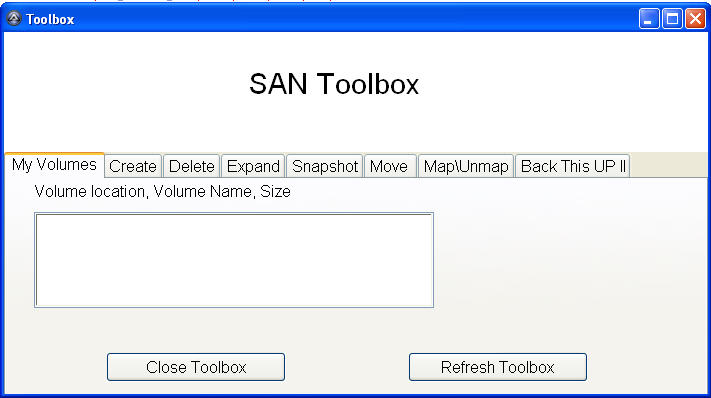 Toolbox
SAN Toolbox
My Volumes Create Delete Expand Snapshot Move Map\Unmap Back This UP II
Volume location, Volume Name, Size
Close Toolbox Refresh Toolbox